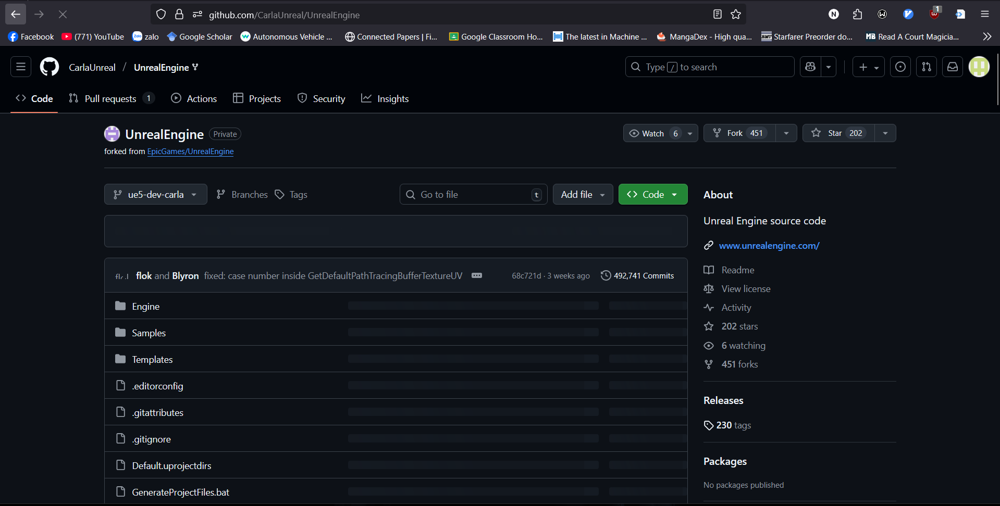 github.com/CarlaUnreal/UnrealEngine
1
Facebook (771) YouTube zalo Google Scholar Autonomous Vehicle ... Connected Papers | Fi... Google Classroom Ho... The latest in Machine ... MangaDex - High qua... Starfarer Preorder do... Read A Court Magicia...
CarlaUnreal / UnrealEngine
Type / to search
Code Pull requests 1 Actions Projects Security Insights
UnrealEngine Private
Watch 6 Fork 451 Star 202
forked from EpicGames/UnrealEngine
ue5-dev-carla Branches Tags
Go to file t
Add file Code
About
Unreal Engine source code
www.unrealengine.com/
Readme
View license
Activity
202 stars
6 watching
451 forks
Releases
230 tags
Packages
No packages published
flok and Blyron fixed: case number inside GetDefaultPathTracingBufferTextureUV 68c721d · 3 weeks ago 492,741 Commits
Engine
Samples
Templates
.editorconfig
.gitattributes
.gitignore
Default.uprojectdirs
GenerateProjectFiles.bat